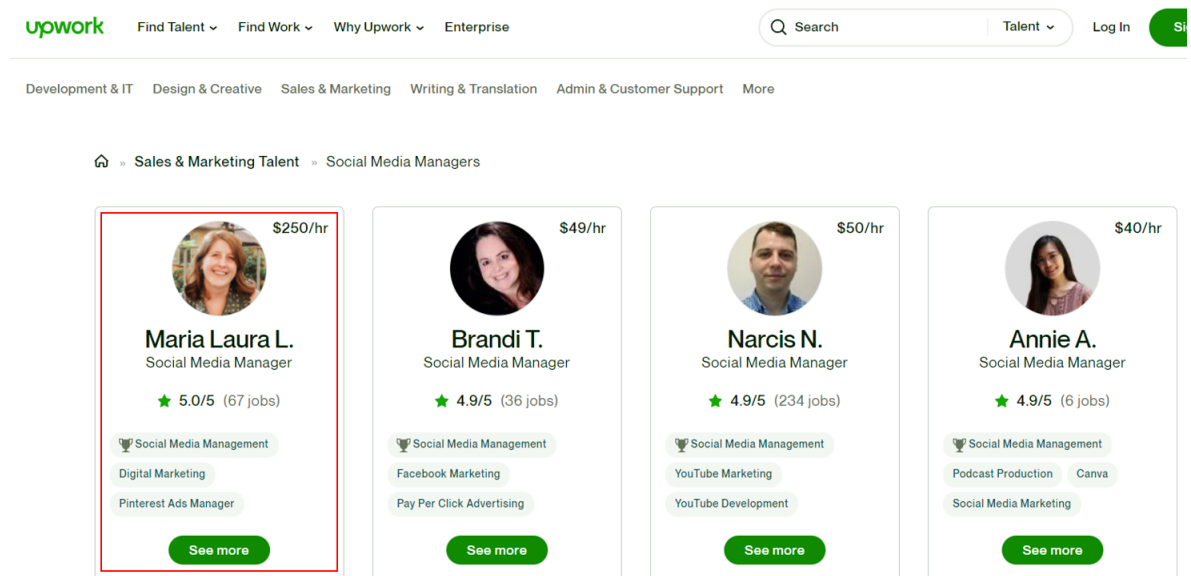 upwork Find Talent Find Work Why Upwork Enterprise Search Talent Log In
Development & IT Design & Creative Sales & Marketing Writing & Translation Admin & Customer Support More
» Sales & Marketing Talent » Social Media Managers
$250/hr
Maria Laura L.
Social Media Manager
5.0/5 (67 jobs)
Social Media Management
Digital Marketing
Pinterest Ads Manager
See more
$49/hr
Brandi T.
Social Media Manager
4.9/5 (36 jobs)
Social Media Management
Facebook Marketing
Pay Per Click Advertising
See more
$50/hr
Narcis N.
Social Media Manager
4.9/5 (234 jobs)
Social Media Management
YouTube Marketing
YouTube Development
See more
$40/hr
Annie A.
Social Media Manager
4.9/5 (6 jobs)
Social Media Management
Podcast Production Canva
Social Media Marketing
See more